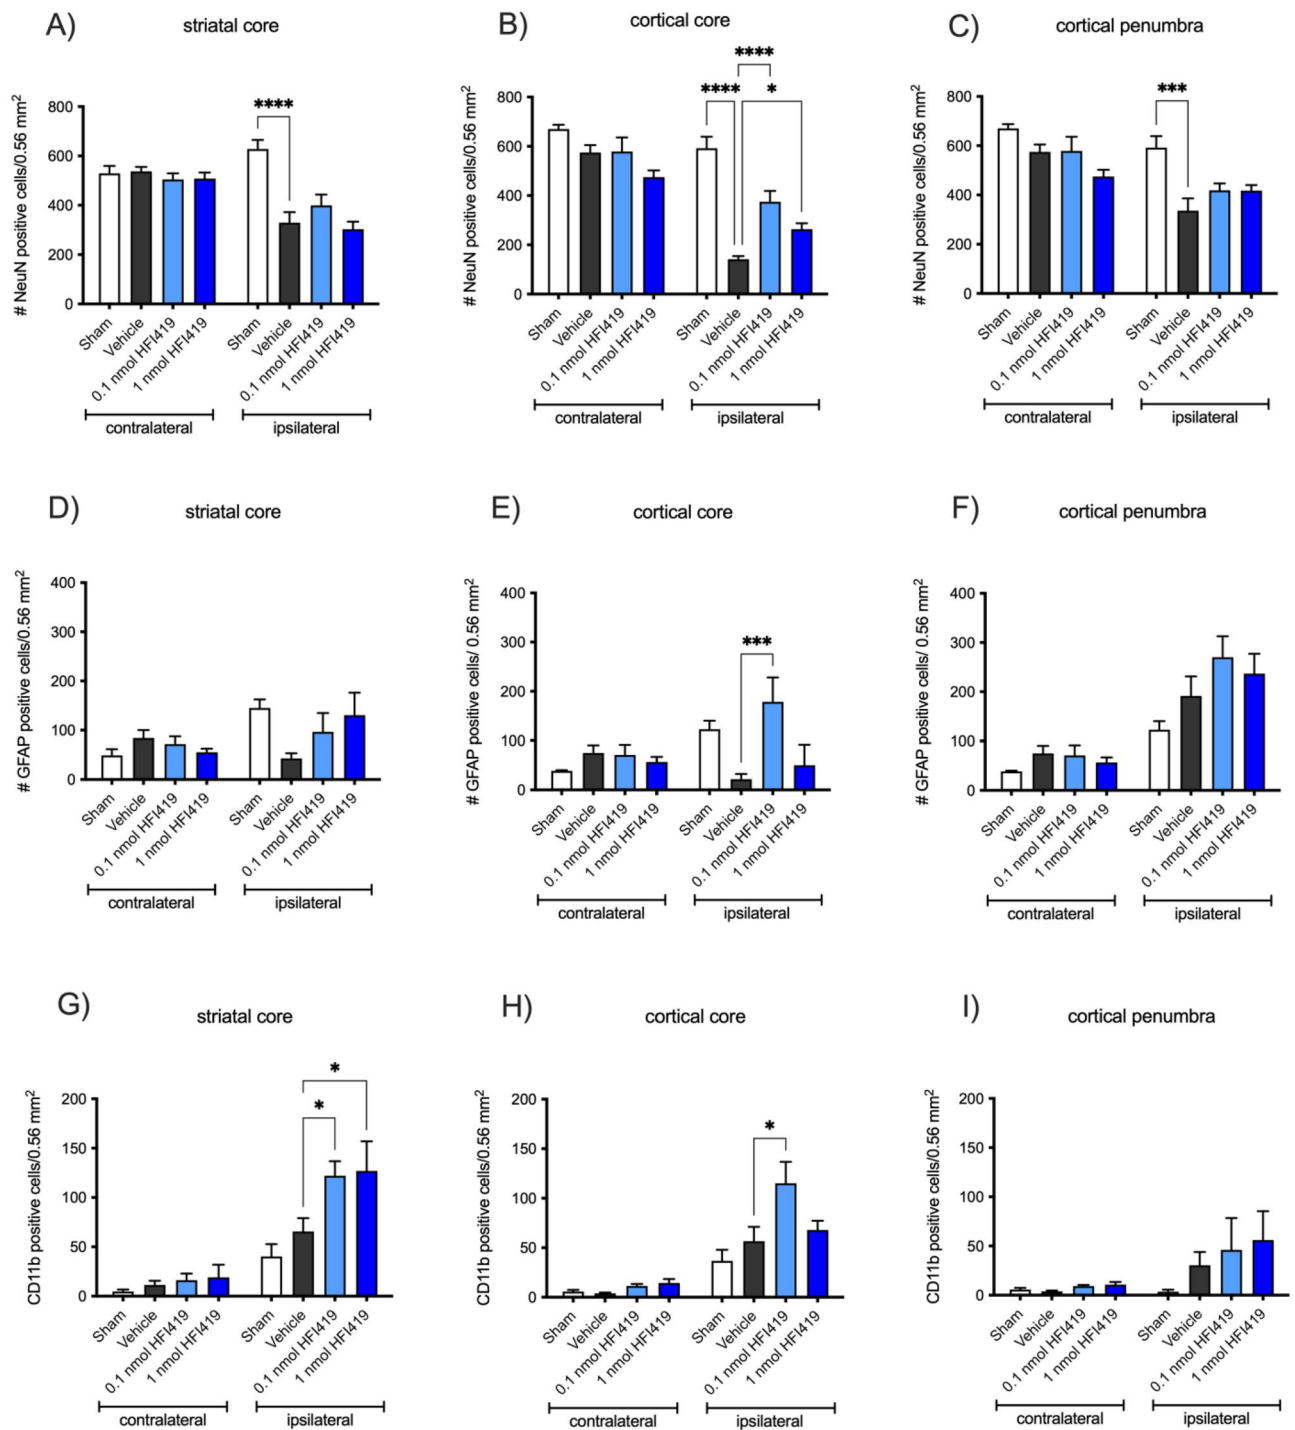 A)
striatal core
# NeuN positive cells/0.56 mm²
800
600
400
200
0
****
Sham
Vehicle
0.1 nmol HFI419
1 nmol HFI419
Sham
Vehicle
0.1 nmol HFI419
1 nmol HFI419
contralateral
ipsilateral
B)
cortical core
# NeuN positive cells/0.56 mm²
800
600
400
200
0
****
**** *
Sham
Vehicle
0.1 nmol HFI419
1 nmol HFI419
Sham
Vehicle
0.1 nmol HFI419
1 nmol HFI419
contralateral
ipsilateral
C)
cortical penumbra
# NeuN positive cells/0.56 mm²
800
600
400
200
0
***
Sham
Vehicle
0.1 nmol HFI419
1 nmol HFI419
Sham
Vehicle
0.1 nmol HFI419
1 nmol HFI419
contralateral
ipsilateral
D)
striatal core
# GFAP positive cells/0.56 mm²
400
300
200
100
0
Sham
Vehicle
0.1 nmol HFI419
1 nmol HFI419
Sham
Vehicle
0.1 nmol HFI419
1 nmol HFI419
contralateral
ipsilateral
E)
cortical core
# GFAP positive cells/ 0.56 mm²
400
300
200
100
0
***
Sham
Vehicle
0.1 nmol HFI419
1 nmol HFI419
Sham
Vehicle
0.1 nmol HFI419
1 nmol HFI419
contralateral
ipsilateral
F)
cortical penumbra
# GFAP positive cells/ 0.56 mm²
400
300
200
100
0
Sham
Vehicle
0.1 nmol HFI419
1 nmol HFI419
Sham
Vehicle
0.1 nmol HFI419
1 nmol HFI419
contralateral
ipsilateral
G)
striatal core
CD11b positive cells/0.56 mm²
200
150
100
50
0
*
*
Sham
Vehicle
0.1 nmol HFI419
1 nmol HFI419
Sham
Vehicle
0.1 nmol HFI419
1 nmol HFI419
contralateral
ipsilateral
H)
cortical core
CD11b positive cells/0.56 mm²
200
150
100
50
0
*
Sham
Vehicle
0.1 nmol HFI419
1 nmol HFI419
Sham
Vehicle
0.1 nmol HFI419
1 nmol HFI419
contralateral
ipsilateral
I)
cortical penumbra
CD11b positive cells/0.56 mm²
200
150
100
50
0
Sham
Vehicle
0.1 nmol HFI419
1 nmol HFI419
Sham
Vehicle
0.1 nmol HFI419
1 nmol HFI419
contralateral
ipsilateral